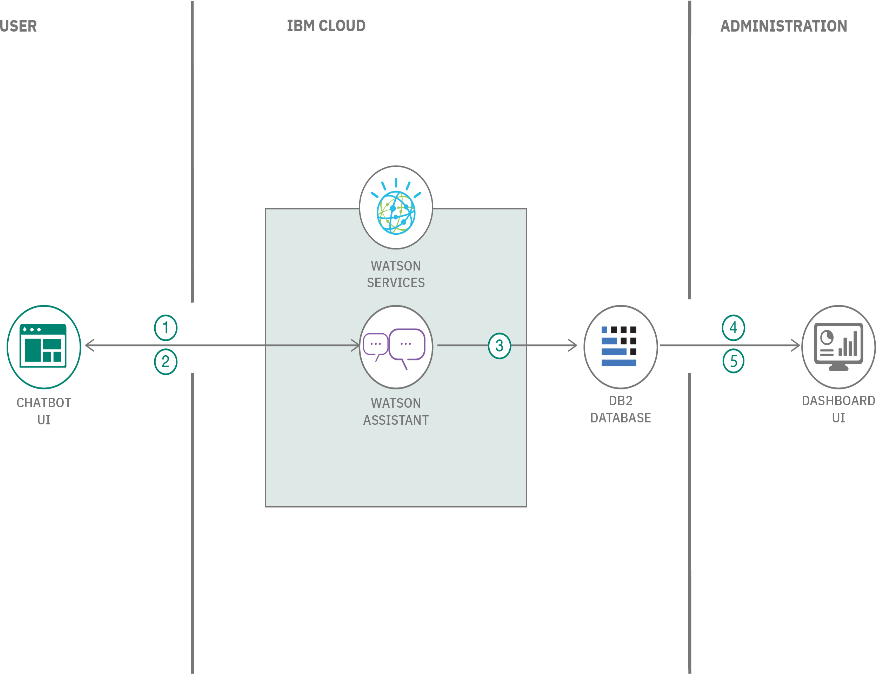 USER
IBM CLOUD
ADMINISTRATION
WATSON
SERVICES
1
2
3
4
5
CHATBOT
UI
WATSON
ASSISTANT
DB2
DATABASE
DASHBOARD
UI